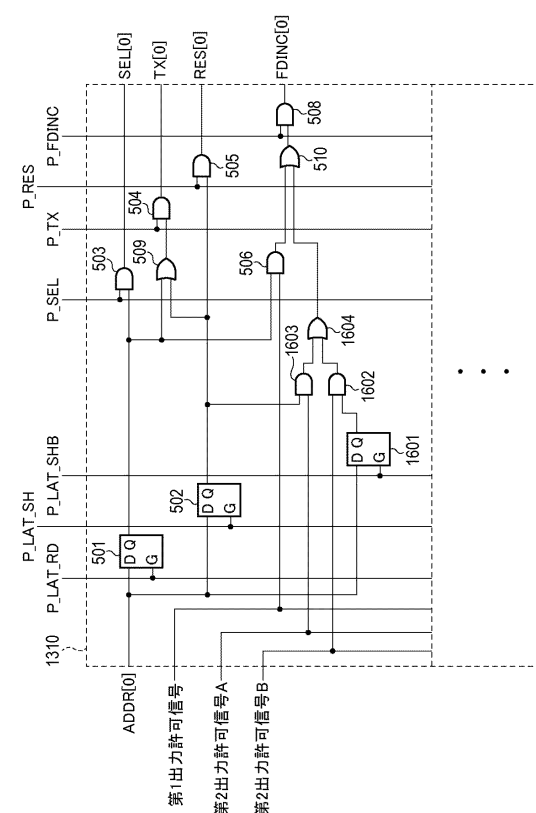 SEL[0]
TX[0]
RES[0]
FDINC[0]
P_FDINC
P_RES
P_TX
P_SEL
P_LAT_SHB
P_LAT_SH
P_LAT_RD
503
504
509
505
508
510
506
1603
1604
1602
1601
D Q
G
501
D Q
G
502
D Q
G
1310
ADDR[0]
第1出力許可信号
第2出力許可信号A
第2出力許可信号B